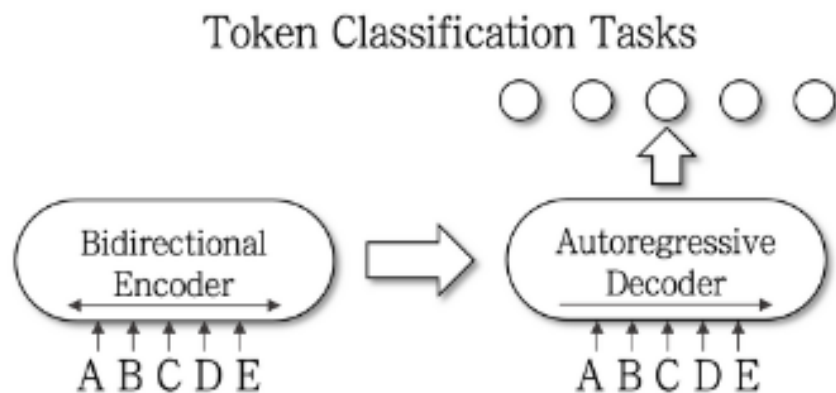 Token Classification Tasks
Bidirectional
Encoder
A B C D E
Autoregressive
Decoder
A B C D E